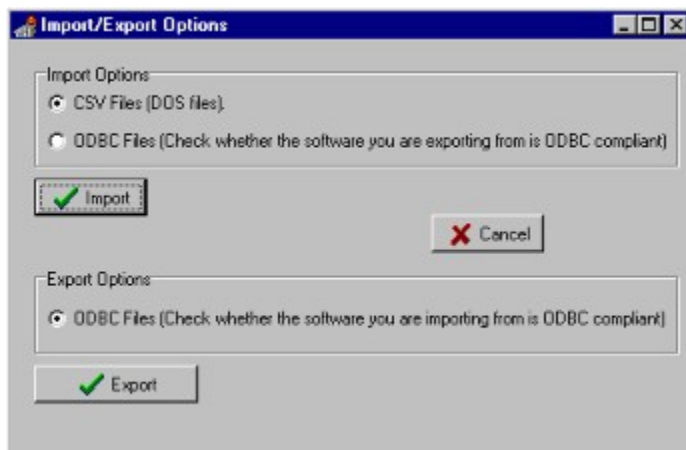 Import/Export Options
Import Options
CSV Files (DOS files).
ODBC Files (Check whether the software you are exporting from is ODBC compliant)
Import
Cancel
Export Options
ODBC Files (Check whether the software you are importing from is ODBC compliant)
Export